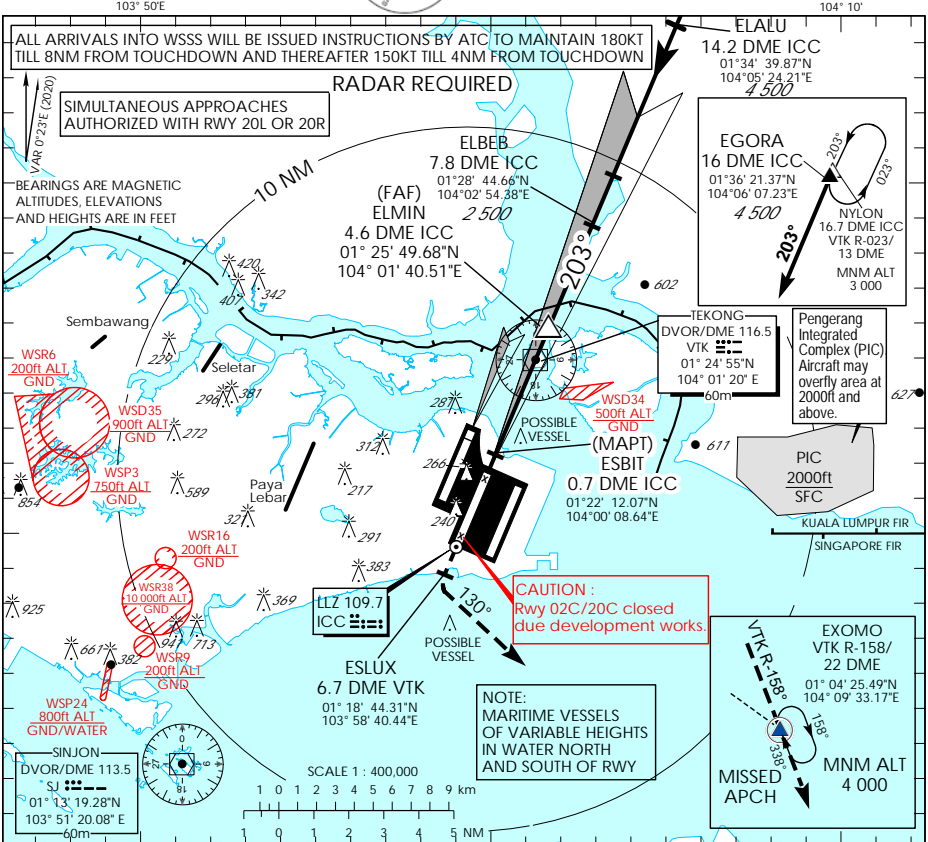 103° 50'E
104° 10'
ALL ARRIVALS INTO WSSS WILL BE ISSUED INSTRUCTIONS BY ATC TO MAINTAIN 180KT
TILL 8NM FROM TOUCHDOWN AND THEREAFTER 150KT TILL 4NM FROM TOUCHDOWN
ELALU
14.2 DME ICC
01°34' 39.87"N
104°05' 24.21"E
4 500
RADAR REQUIRED
VAR 0°23'E (2020)
SIMULTANEOUS APPROACHES
AUTHORIZED WITH RWY 20L OR 20R
BEARINGS ARE MAGNETIC
ALTITUDES, ELEVATIONS
AND HEIGHTS ARE IN FEET
10 NM
ELBEB
7.8 DME ICC
01°28' 44.66"N
104°02' 54.38"E
2 500
(FAF)
ELMIN
4.6 DME ICC
01° 25' 49.68"N
104° 01' 40.51"E
203°
EGORA
16 DME ICC
01°36' 21.37"N
104°06' 07.23"E
4 500
203°
023°
203°
NYLON
16.7 DME ICC
VTK R-023/
13 DME
MNM ALT
3 000
420
407
342
602
Sembawang
229
Seletar
296
381
TEKONG
DVOR/DME 116.5
VTK
01° 24' 55"N
104° 01' 20" E
60m
Pengerang
Integrated
Complex (PIC)
Aircraft may
overfly area at
2000ft and
above.
627
WSR6
200ft ALT
GND
WSD35
900ft ALT
GND
WSP3
750ft ALT
GND
854
272
589
287
312
266
217
Paya
Lebar
321
291
240
383
9
18
27
POSSIBLE
VESSEL
WSD34
500ft ALT
GND
(MAPT)
ESBIT
0.7 DME ICC
01°22' 12.07"N
104°00' 08.64"E
611
PIC
2000ft
SFC
KUALA LUMPUR FIR
SINGAPORE FIR
WSR16
200ft ALT
GND
WSR38
10 000ft ALT
GND
925
369
661
382
941
713
WSR9
200ft ALT
GND
WSP24
800ft ALT
GND/WATER
LLZ 109.7
ICC
130°
CAUTION :
Rwy 02C/20C closed
due development works.
POSSIBLE
VESSEL
ESLUX
6.7 DME VTK
01° 18' 44.31"N
103° 58' 40.44"E
NOTE:
MARITIME VESSELS
OF VARIABLE HEIGHTS
IN WATER NORTH
AND SOUTH OF RWY
VTK R-158°
EXOMO
VTK R-158/
22 DME
01° 04' 25.49"N
104° 09' 33.17"E
158°
338°
MISSED
APCH
MNM ALT
4 000
SINJON
DVOR/DME 113.5
SJ
01° 13' 19.28"N
103° 51' 20.08" E
60m
0
9
18
27
SCALE 1 : 400,000
1 0 1 2 3 4 5 6 7 8 9 km
1 0 1 2 3 4 5 NM